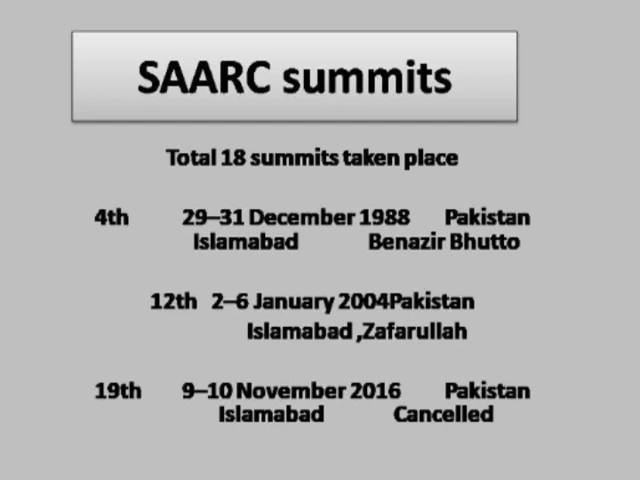 SAARC summits
Total 18 summits taken place
4th 29–31 December 1988 Pakistan
Islamabad Benazir Bhutto
12th 2–6 January 2004Pakistan
Islamabad ,Zafarullah
19th 9–10 November 2016 Pakistan
Islamabad Cancelled